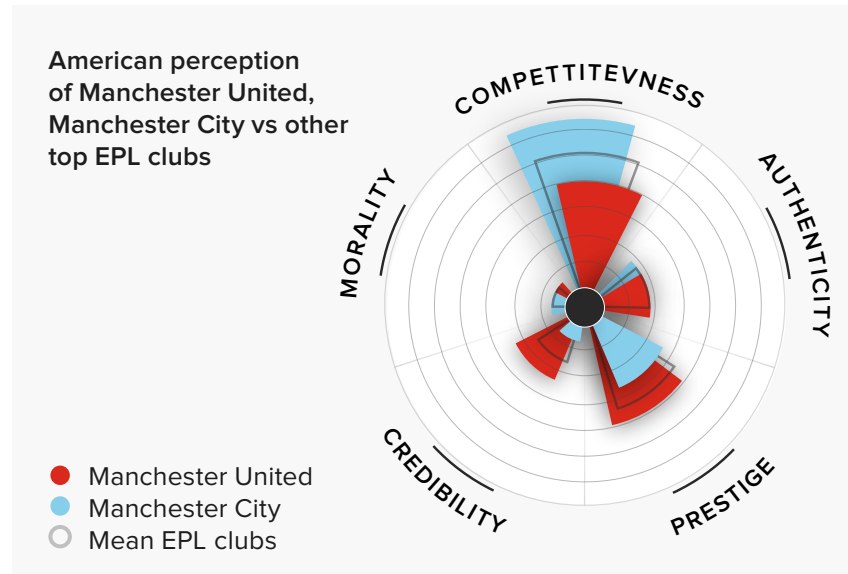 American perception
of Manchester United,
Manchester City vs other
top EPL clubs
COMPETTITEVNESS
AUTHENTICITY
MORALITY
CREDIBILITY
PRESTIGE
Manchester United
Manchester City
Mean EPL clubs